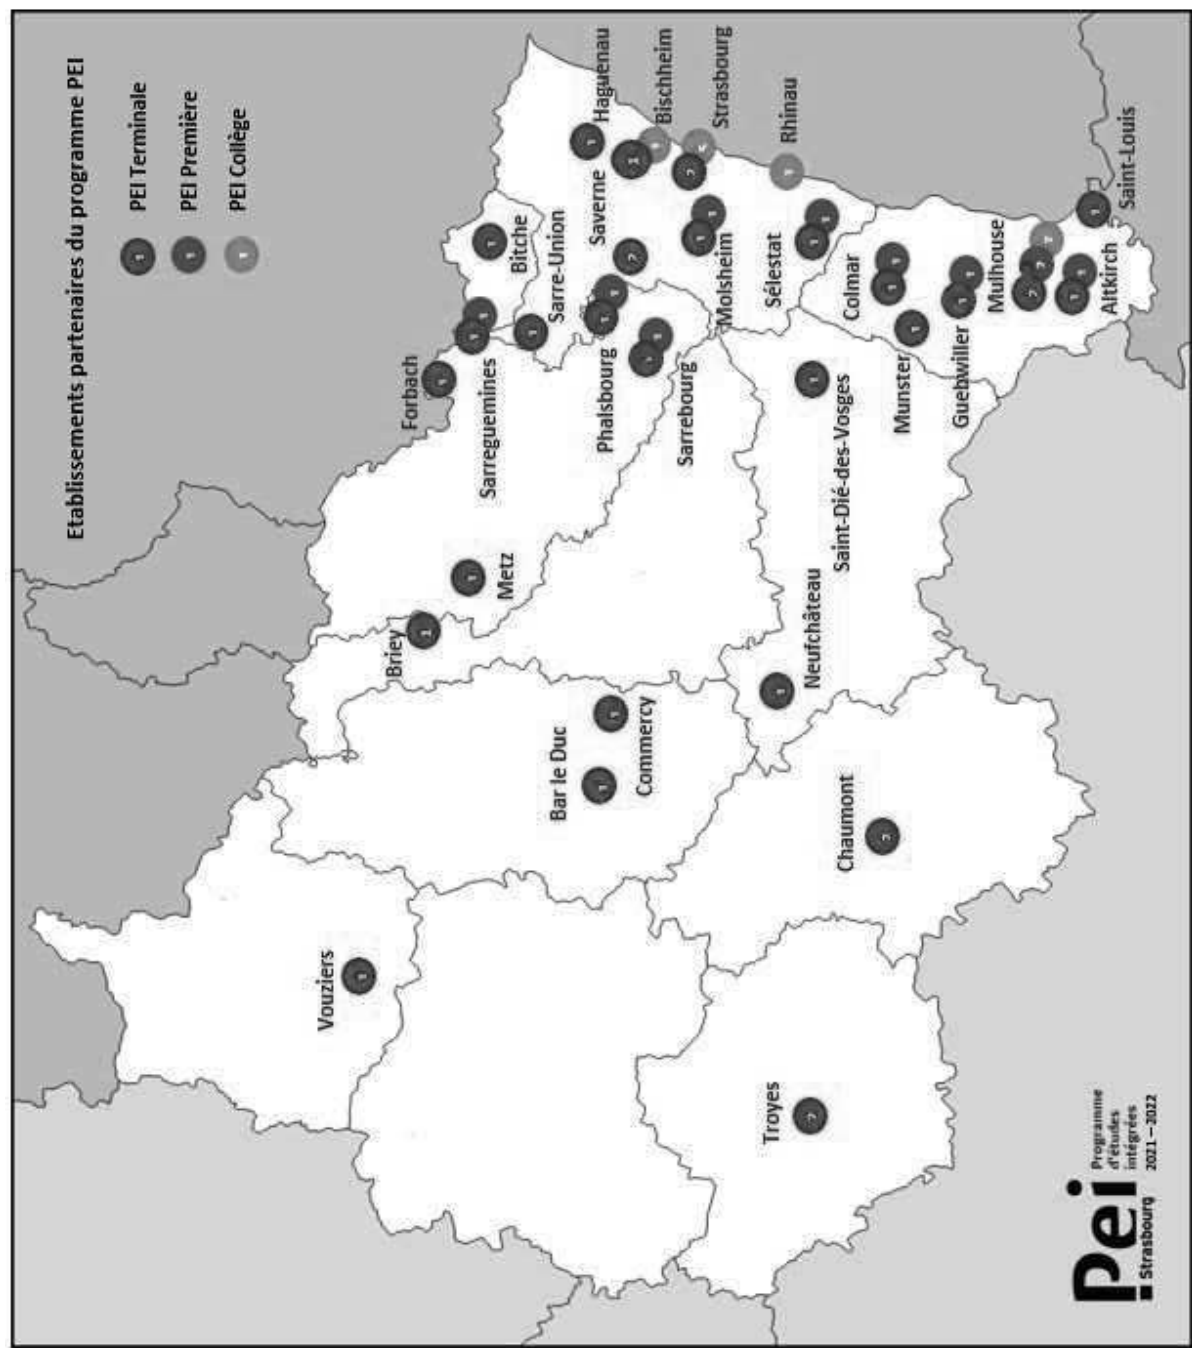 Etablissements partenaires du programme PEI
PEI Terminale
PEI Première
PEI Collège
Haguenau
Bischheim
Strasbourg
Rhinau
Saint-Louis
Bitche
Sarre-Union
Saverne
Molsheim
Sélestat
Colmar
Mulhouse
Altkirch
Forbach
Sarreguemines
Phalsbourg
Sarrebourg
Saint-Dié-des-Vosges
Munster
Guebwiller
Metz
Briey
Neufchâteau
Bar le Duc
Commercy
Chaumont
Vouziers
Troyes
Pei
Strasbourg
Programme
d'études
intégrées
2021 – 2022